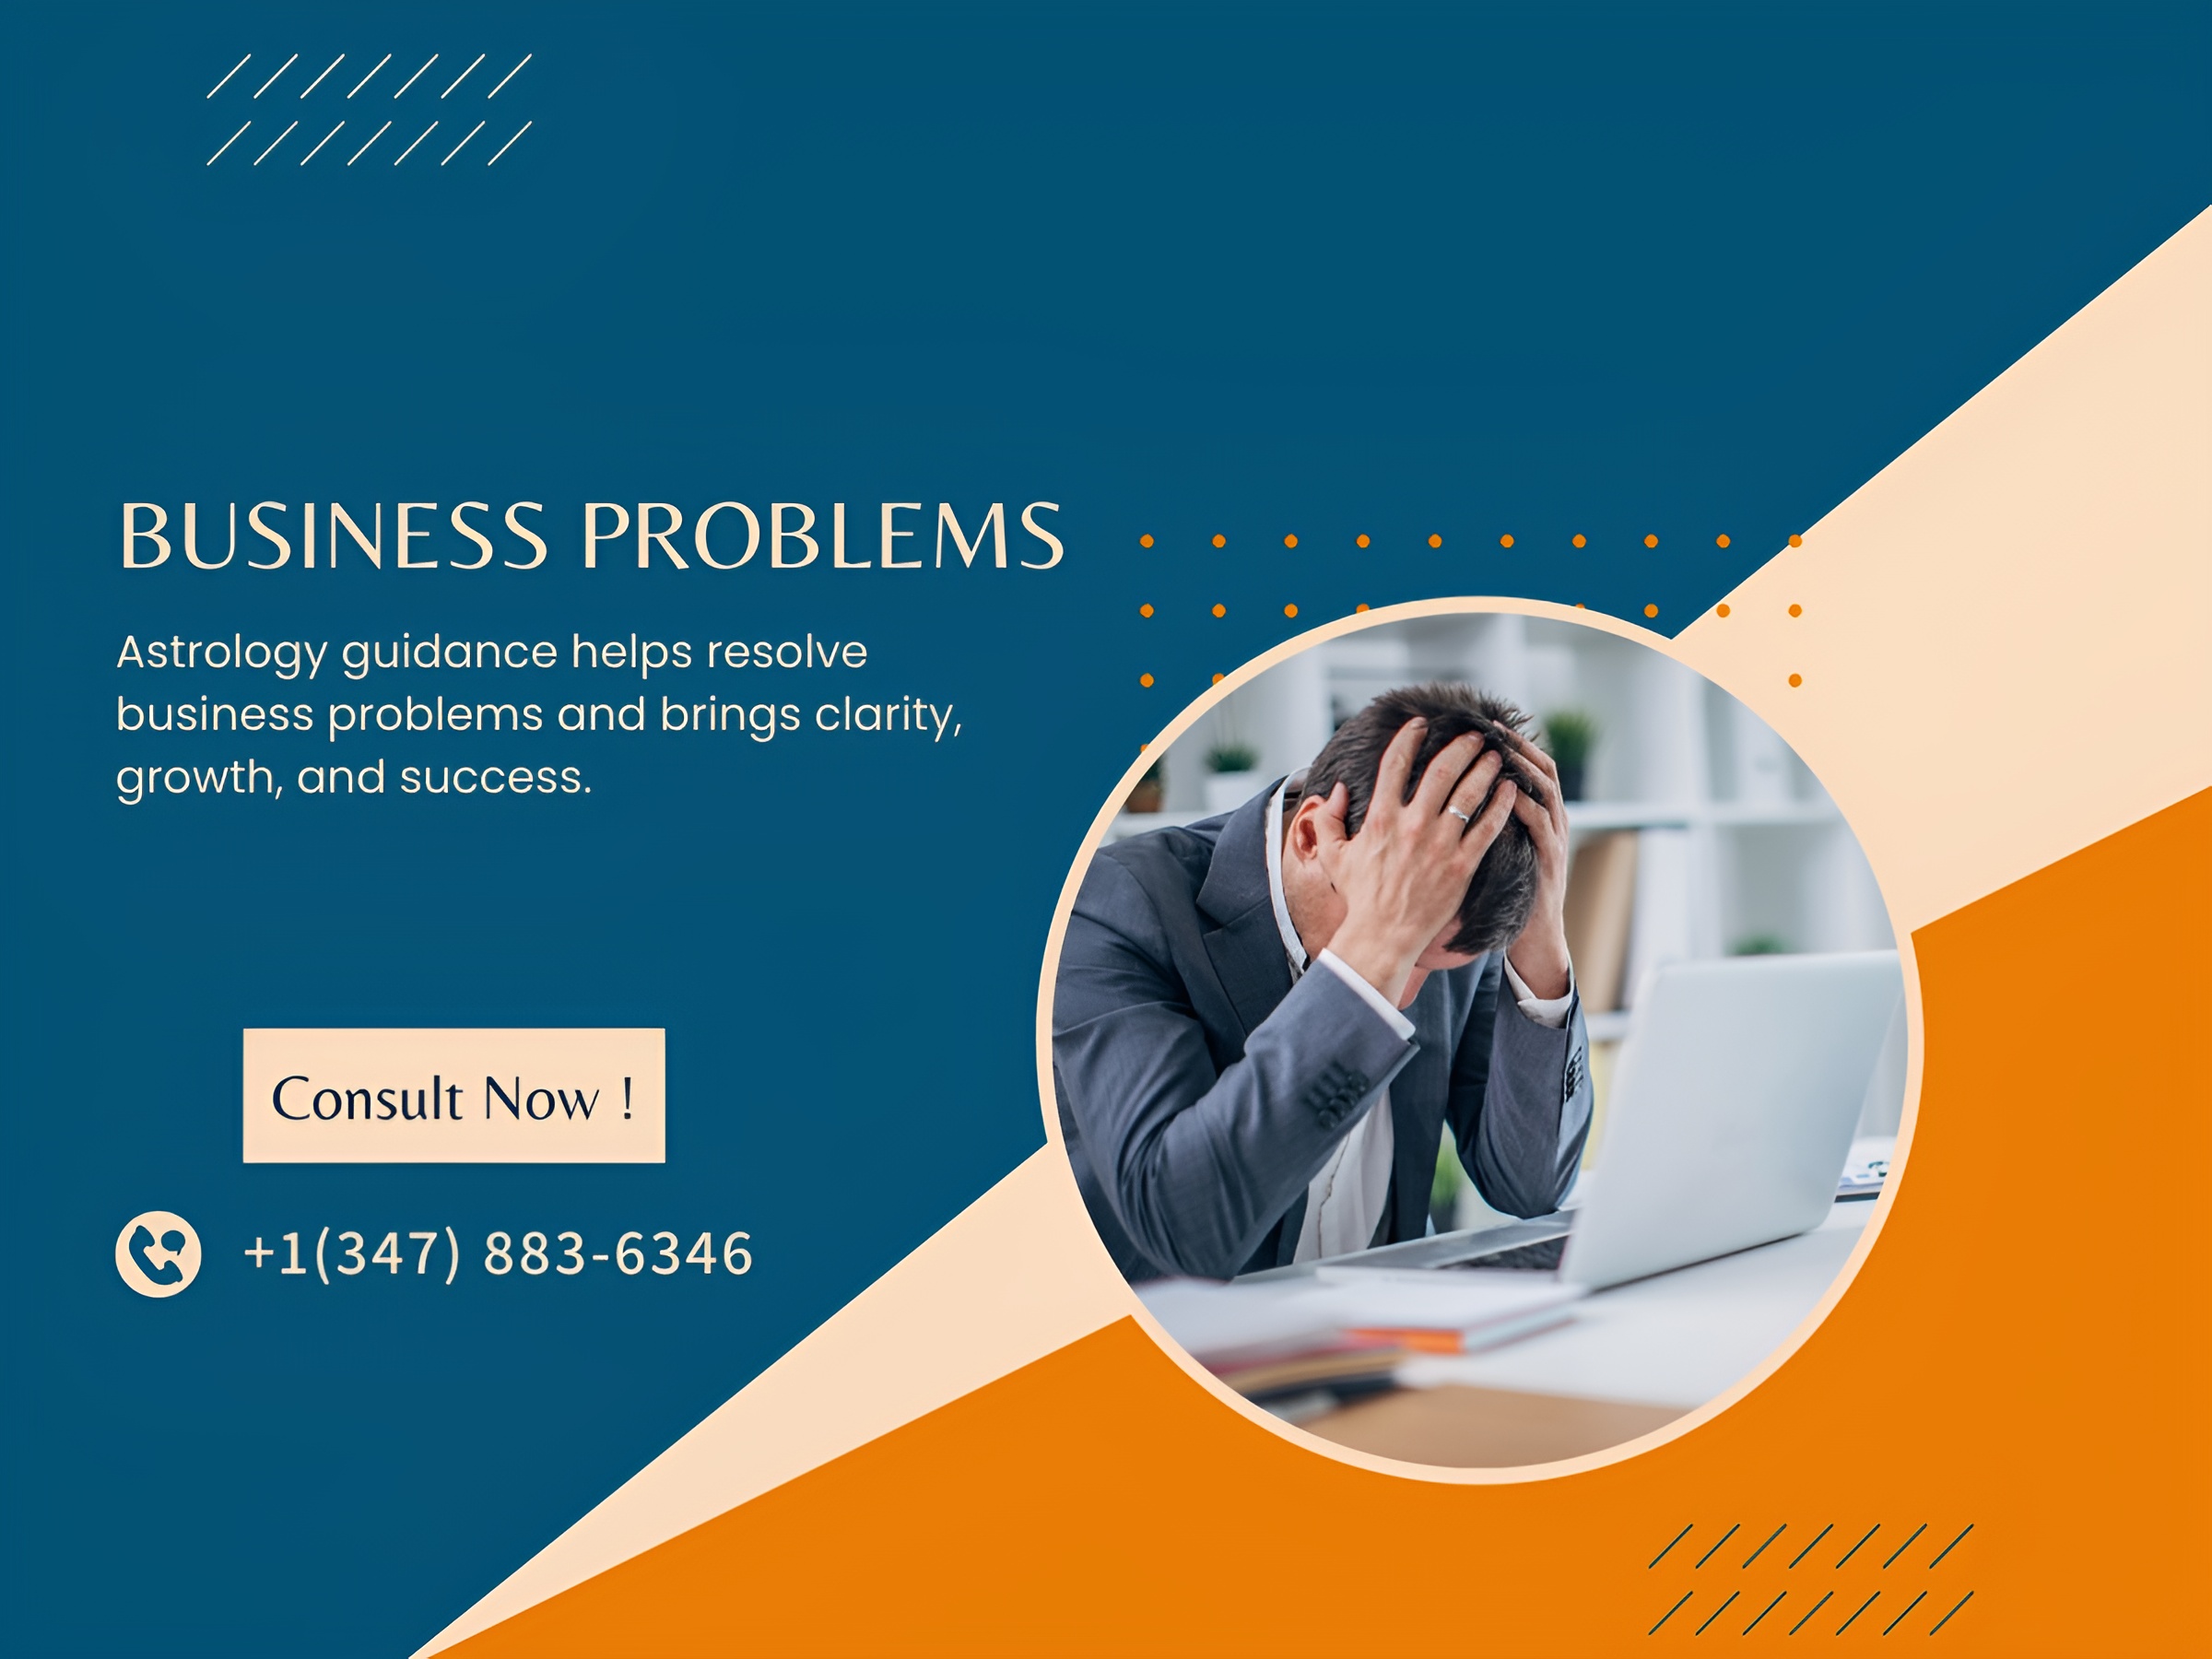 BUSINESS PROBLEMS
Astrology guidance helps resolve
business problems and brings clarity,
growth, and success.
Consult Now !
+1(347) 883-6346